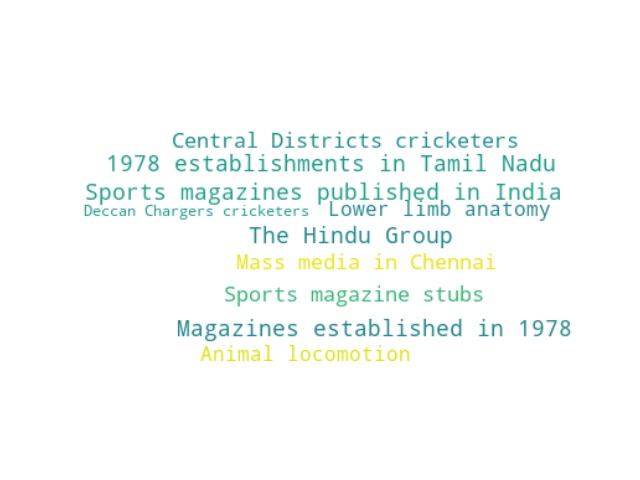 Central Districts cricketers
1978 establishments in Tamil Nadu
Sports magazines published in India
Deccan Chargers cricketers Lower limb anatomy
The Hindu Group
Mass media in Chennai
Sports magazine stubs
Magazines established in 1978
Animal locomotion